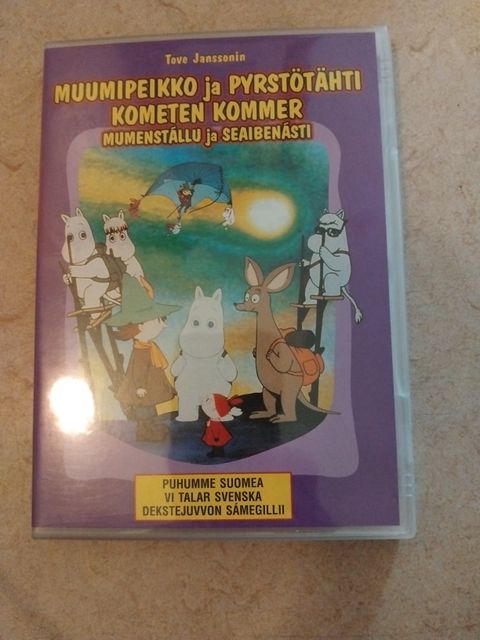 Tove Janssonin
MUUMIPEIKKO ja PYRSTÖTÄHTI
KOMETEN KOMMER
MUMENSTÁLLU ja SEAIBENÁSTI
PUHUMME SUOMEA
VI TALAR SVENSKA
DEKSTEJUVVON SÁMEGILLII